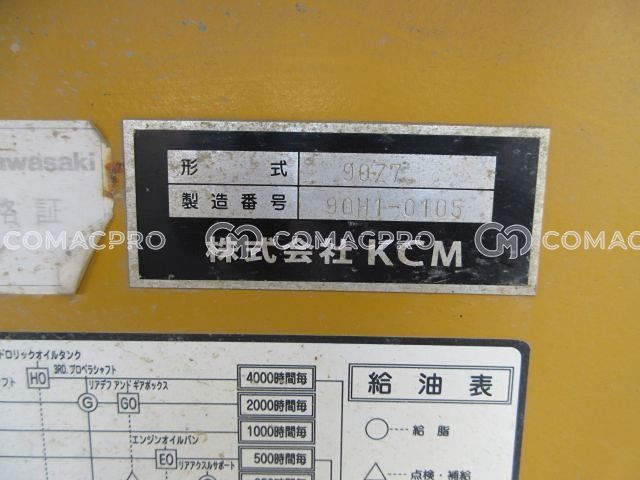 wasaki
格証
形式 90Z7
製造番号 90H1-0105
株式会社 KCM
COMACPRO COMACPRO COMAC
ドロリックオイルタンク
3RD.プロペラシャフト
フト HO リアデフ アンド ギアボックス
G GO
エンジンオイルパン
EO リアアクスルサポート
4000時間毎
2000時間毎
1000時間毎
500時間毎
給油表
給脂
点検・補給